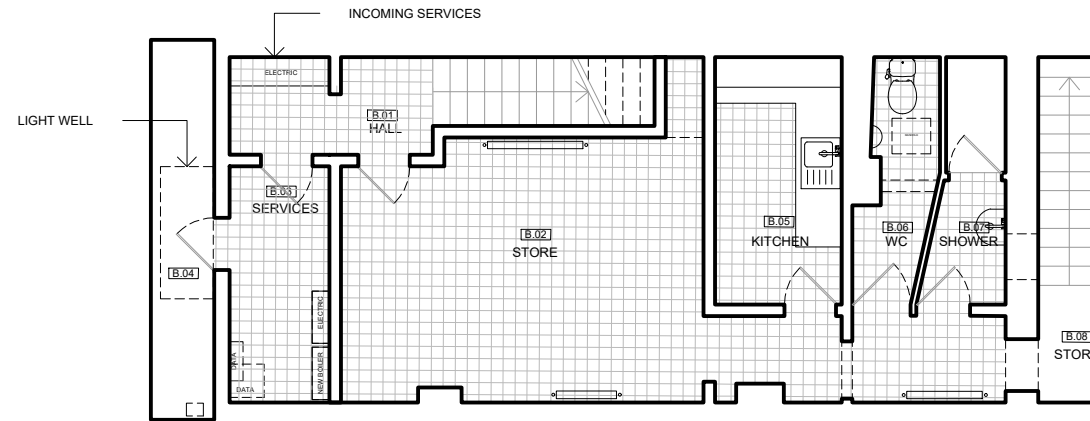 INCOMING SERVICES
ELECTRIC
LIGHT WELL
B.01
HALL
B.03
SERVICES
B.02
STORE
B.04
B.05
KITCHEN
B.06
WC
B.07
SHOWER
ELECTRIC
B.08
STOR
DATA
DATA
NEW BOILER